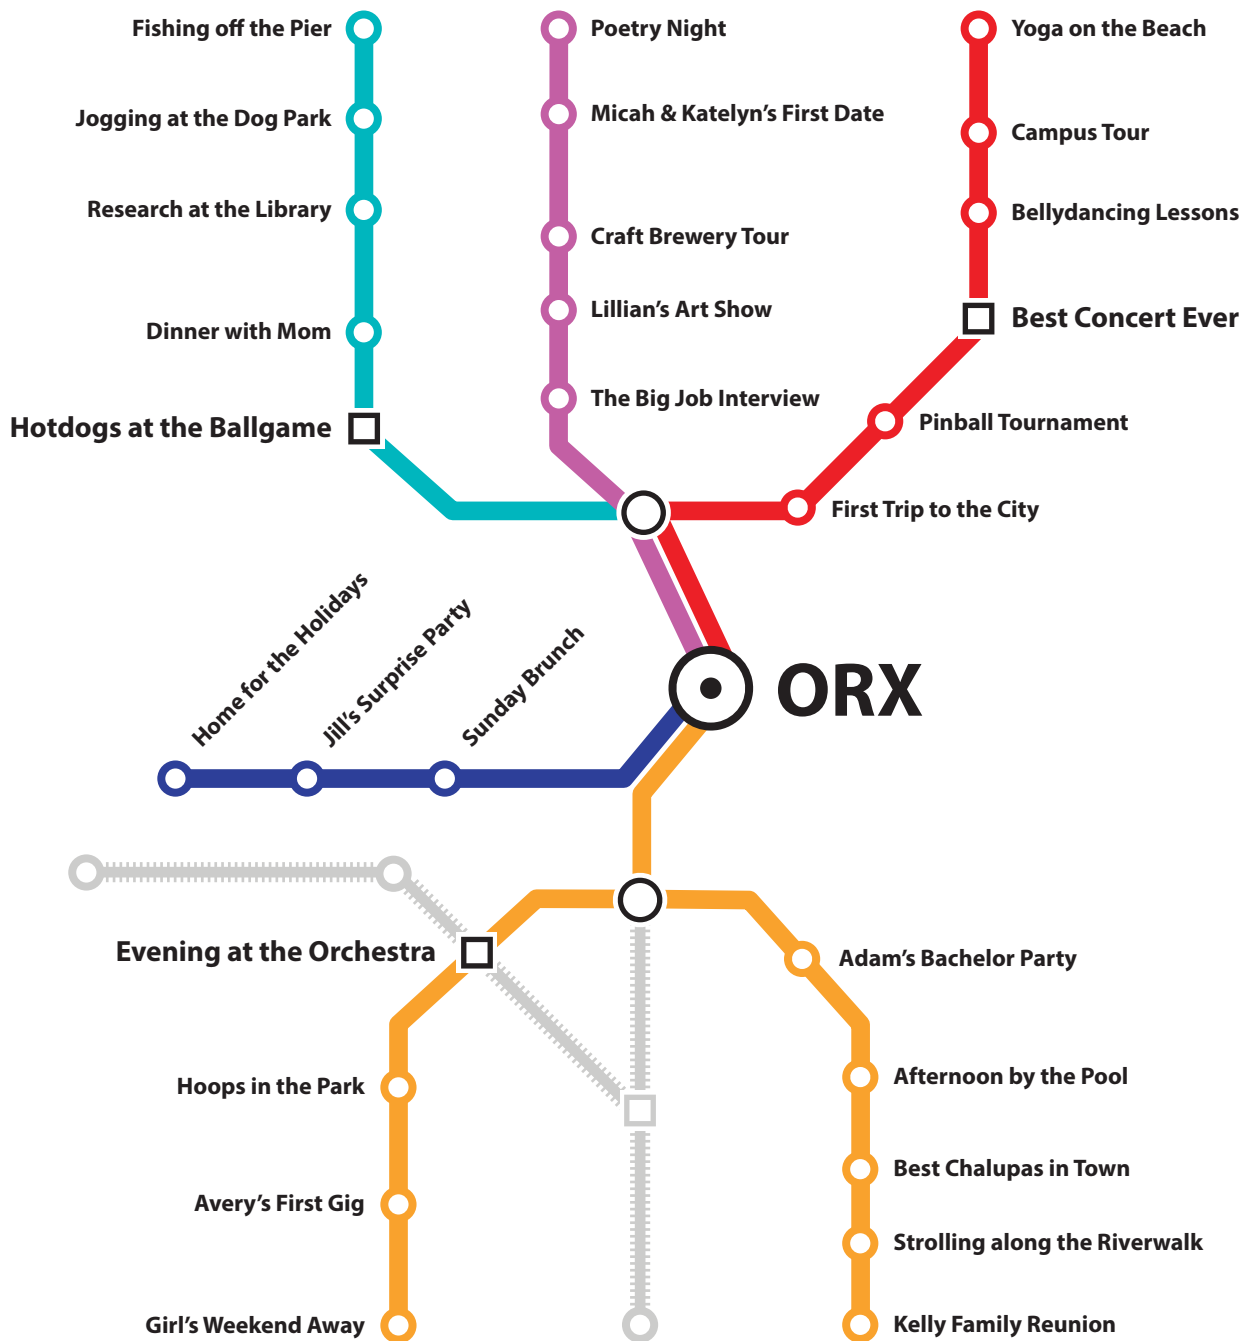 Fishing off the Pier
Poetry Night
Yoga on the Beach
Jogging at the Dog Park
Micah & Katelyn’s First Date
Campus Tour
Research at the Library
Craft Brewery Tour
Bellydancing Lessons
Dinner with Mom
Lillian’s Art Show
Best Concert Ever
Hotdogs at the Ballgame
The Big Job Interview
Pinball Tournament
First Trip to the City
Home for the Holidays
Jill’s Surprise Party
Sunday Brunch
ORX
Evening at the Orchestra
Adam’s Bachelor Party
Hoops in the Park
Afternoon by the Pool
Avery’s First Gig
Best Chalupas in Town
Strolling along the Riverwalk
Girl’s Weekend Away
Kelly Family Reunion